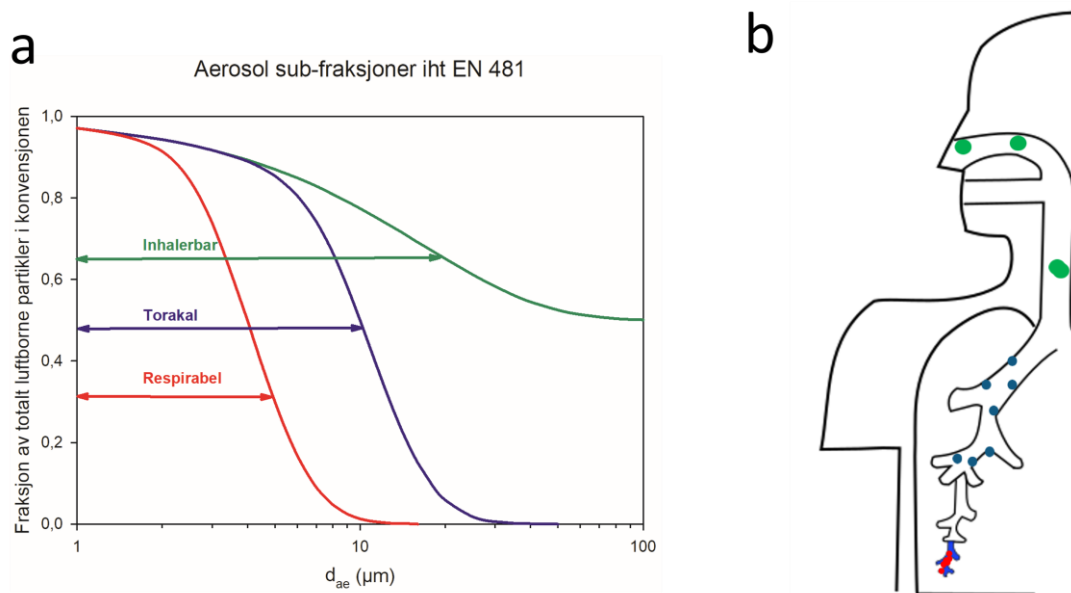 a
Aerosol sub-fraksjoner iht EN 481
Fraksjon av totalt luftborne partikler i konvensjonen
1,0
0,8
0,6
0,4
0,2
0,0
Inhalerbar
Torakal
Respirabel
1
10
100
d_ae (µm)
b